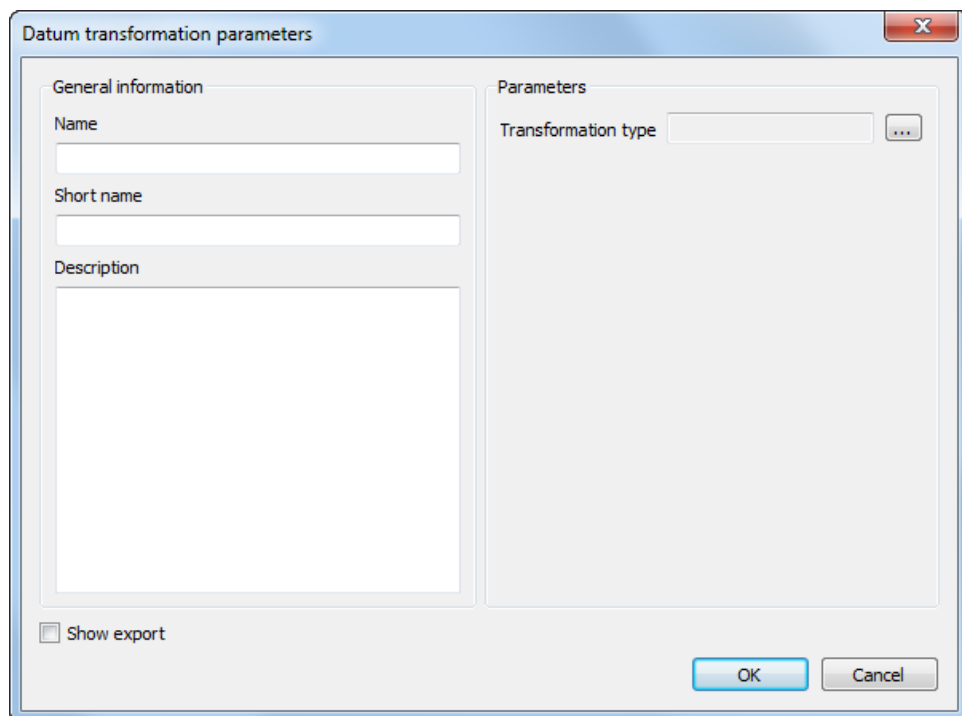 Datum transformation parameters
General information
Name
Short name
Description
Parameters
Transformation type
...
Show export
OK
Cancel